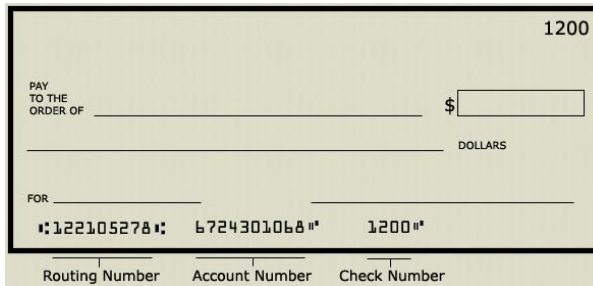 1200
PAY
TO THE
ORDER OF
$
DOLLARS
FOR
⑆122105278⑆ 6724301068⑈ 1200⑈
Routing Number Account Number Check Number